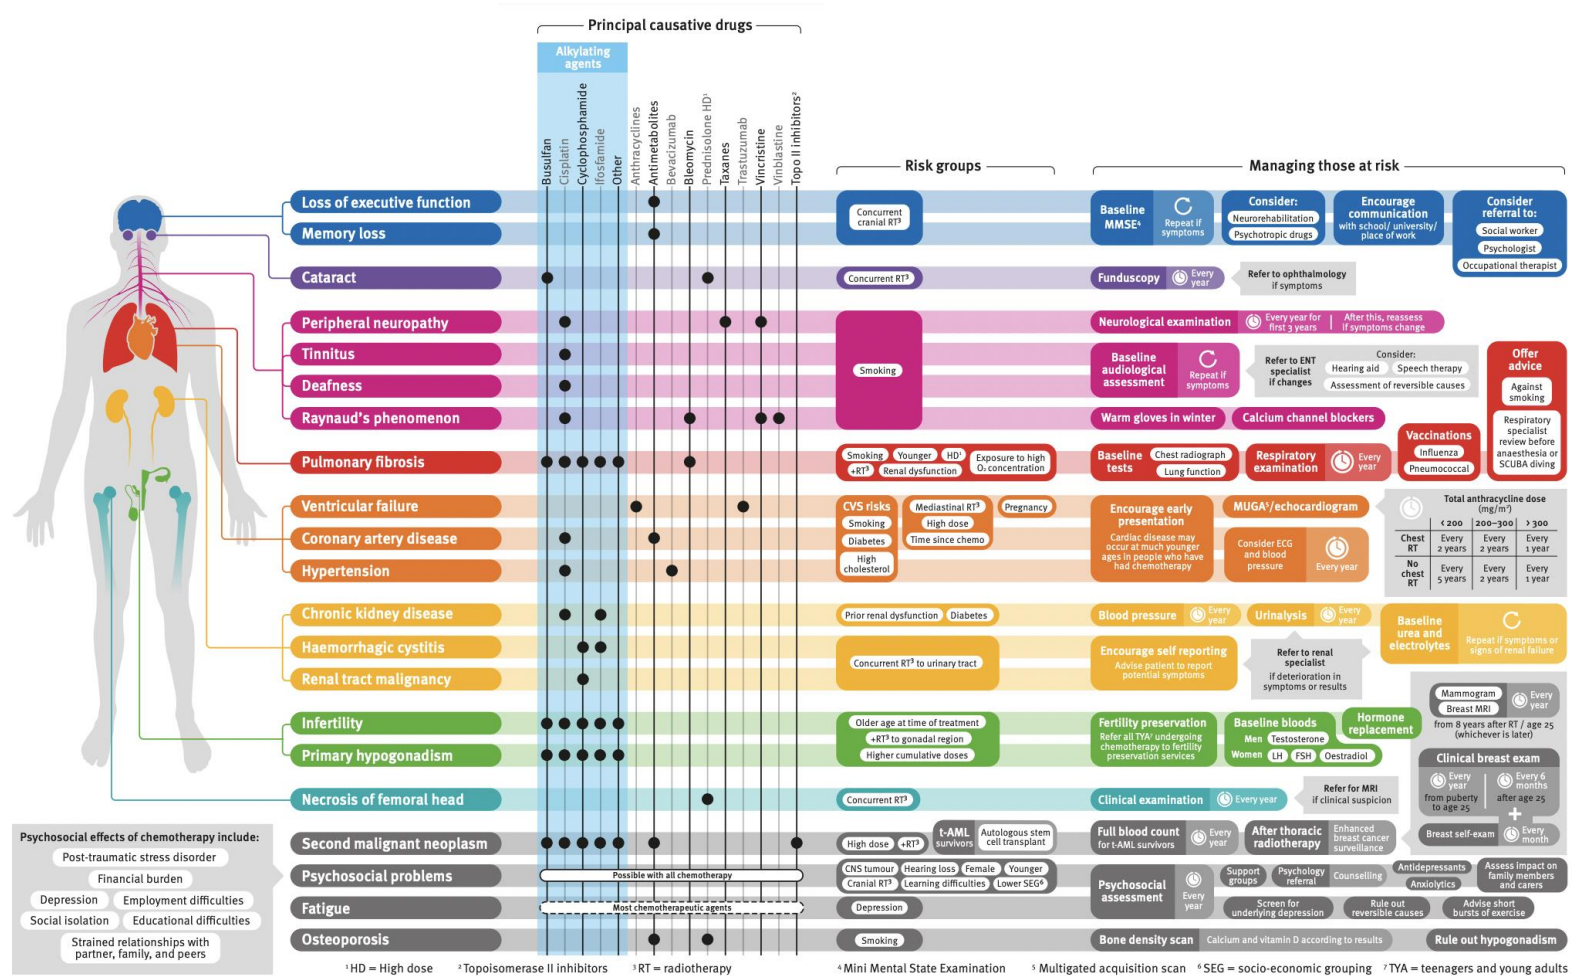 Principal causative drugs
Alkylating
agents
Busulfan
Cisplatin
Cyclophosphamide
Ifosfamide
Other
Anthracyclines
Antimetabolites
Bevacizumab
Bleomycin
Prednisolone HD¹
Taxanes
Trastuzumab
Vincristine
Vinblastine
Topo II inhibitors²
Risk groups
Managing those at risk
Loss of executive function
Memory loss
Concurrent
cranial RT³
Baseline
MMSE⁴
Repeat if
symptoms
Consider:
Neurorehabilitation
Psychotropic drugs
Encourage
communication
with school/ university/
place of work
Consider
referral to:
Social worker
Psychologist
Occupational therapist
Cataract
Concurrent RT³
Funduscopy
Every
year
Refer to ophthalmology
if symptoms
Peripheral neuropathy
Tinnitus
Deafness
Raynaud's phenomenon
Smoking
Neurological examination
Every year for
first 3 years
After this, reassess
if symptoms change
Baseline
audiological
assessment
Repeat if
symptoms
Refer to ENT
specialist
if changes
Consider:
Hearing aid
Speech therapy
Assessment of reversible causes
Warm gloves in winter
Calcium channel blockers
Offer
advice
Against
smoking
Respiratory
specialist
review before
anaesthesia or
SCUBA diving
Pulmonary fibrosis
Smoking
Younger
HD¹
+RT³
Renal dysfunction
Exposure to high
O₂ concentration
Baseline
tests
Chest radiograph
Lung function
Respiratory
examination
Every
year
Vaccinations
Influenza
Pneumococcal
Ventricular failure
Coronary artery disease
Hypertension
CVS risks
Smoking
Diabetes
High
cholesterol
Mediastinal RT³
High dose
Time since chemo
Pregnancy
Encourage early
presentation
Cardiac disease may
occur at much younger
ages in people who have
had chemotherapy
MUGA⁵/echocardiogram
Consider ECG
and blood
pressure
Every year
Total anthracycline dose
(mg/m²)
< 200 200–300 > 300
Chest
RT
Every
2 years
Every
2 years
Every
1 year
No
chest
RT
Every
5 years
Every
2 years
Every
1 year
Chronic kidney disease
Haemorrhagic cystitis
Renal tract malignancy
Prior renal dysfunction
Diabetes
Concurrent RT³ to urinary tract
Blood pressure
Every
year
Urinalysis
Every
year
Baseline
urea and
electrolytes
Repeat if symptoms or
signs of renal failure
Encourage self reporting
Advise patient to report
potential symptoms
Refer to renal
specialist
if deterioration in
symptoms or results
Infertility
Primary hypogonadism
Older age at time of treatment
+RT³ to gonadal region
Higher cumulative doses
Fertility preservation
Refer all TYA⁷ undergoing
chemotherapy to fertility
preservation services
Baseline bloods
Men Testosterone
Women LH FSH Oestradiol
Hormone
replacement
Mammogram
Breast MRI
Every
year
from 8 years after RT / age 25
(whichever is later)
Clinical breast exam
Every
year
from puberty
to age 25
Every 6
months
after age 25
+
Breast self-exam
Every
month
Necrosis of femoral head
Concurrent RT³
Clinical examination
Every year
Refer for MRI
if clinical suspicion
Second malignant neoplasm
High dose
+RT³
t-AML
survivors
Autologous stem
cell transplant
Full blood count
for t-AML survivors
Every
year
After thoracic
radiotherapy
Enhanced
breast cancer
surveillance
Psychosocial problems
Possible with all chemotherapy
CNS tumour
Hearing loss
Female
Younger
Cranial RT³
Learning difficulties
Lower SEG⁶
Psychosocial
assessment
Every
year
Support
groups
Psychology
referral
Counselling
Antidepressants
Anxiolytics
Assess impact on
family members
and carers
Fatigue
Most chemotherapeutic agents
Depression
Screen for
underlying depression
Rule out
reversible causes
Advise short
bursts of exercise
Osteoporosis
Smoking
Bone density scan
Calcium and vitamin D according to results
Rule out hypogonadism
Psychosocial effects of chemotherapy include:
Post-traumatic stress disorder
Financial burden
Depression
Employment difficulties
Social isolation
Educational difficulties
Strained relationships with
partner, family, and peers
¹ HD = High dose
² Topoisomerase II inhibitors
³ RT = radiotherapy
⁴ Mini Mental State Examination
⁵ Multigated acquisition scan
⁶ SEG = socio-economic grouping
⁷ TYA = teenagers and young adults